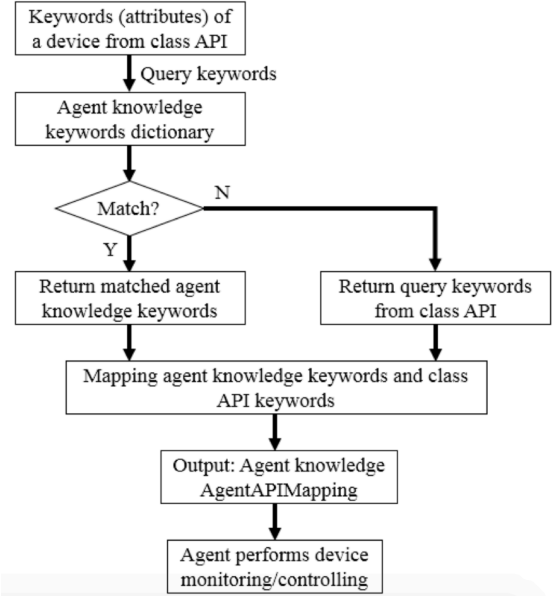 Keywords (attributes) of
a device from class API
Query keywords
Agent knowledge
keywords dictionary
Match?
N
Y
Return matched agent
knowledge keywords
Return query keywords
from class API
Mapping agent knowledge keywords and class
API keywords
Output: Agent knowledge
AgentAPIMapping
Agent performs device
monitoring/controlling